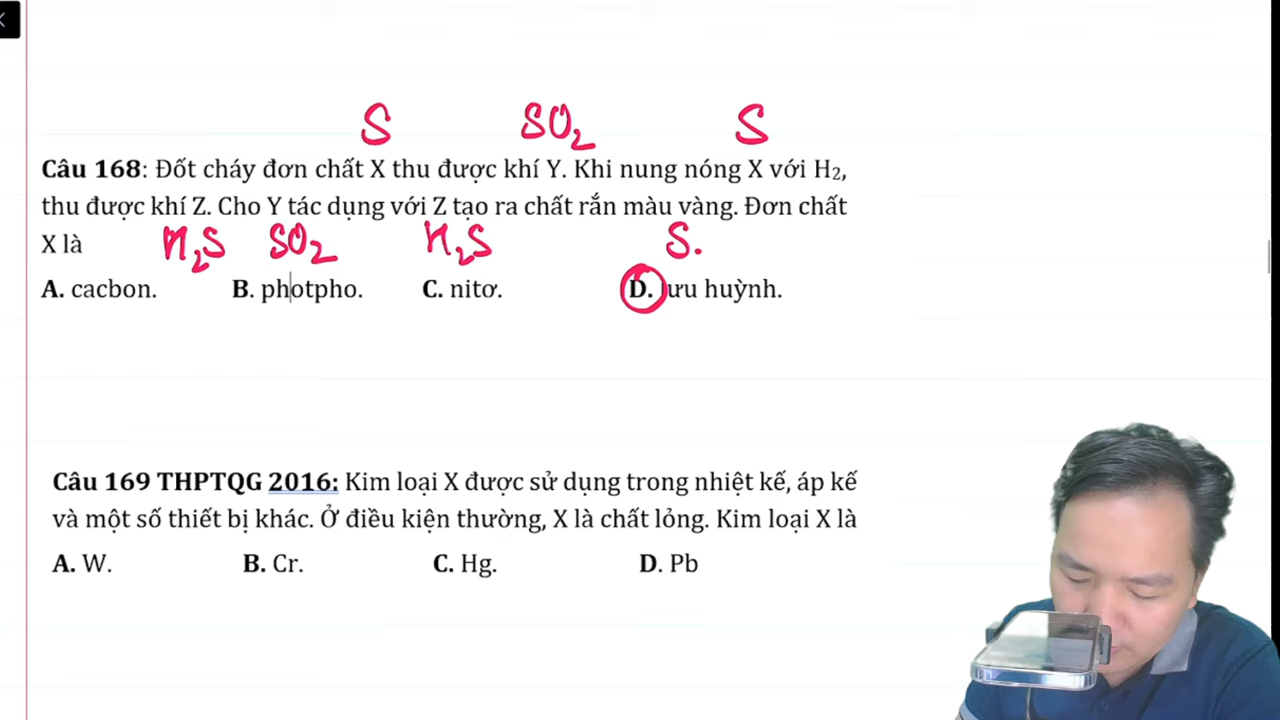 S SO₂ S
Câu 168: Đốt cháy đơn chất X thu được khí Y. Khi nung nóng X với H₂,
thu được khí Z. Cho Y tác dụng với Z tạo ra chất rắn màu vàng. Đơn chất
X là H₂S SO₂ H₂S S.
A. cacbon. B. photpho. C. nitơ. D. lưu huỳnh.
Câu 169 THPTQG 2016: Kim loại X được sử dụng trong nhiệt kế, áp kế
và một số thiết bị khác. Ở điều kiện thường, X là chất lỏng. Kim loại X là
A. W. B. Cr. C. Hg. D. Pb